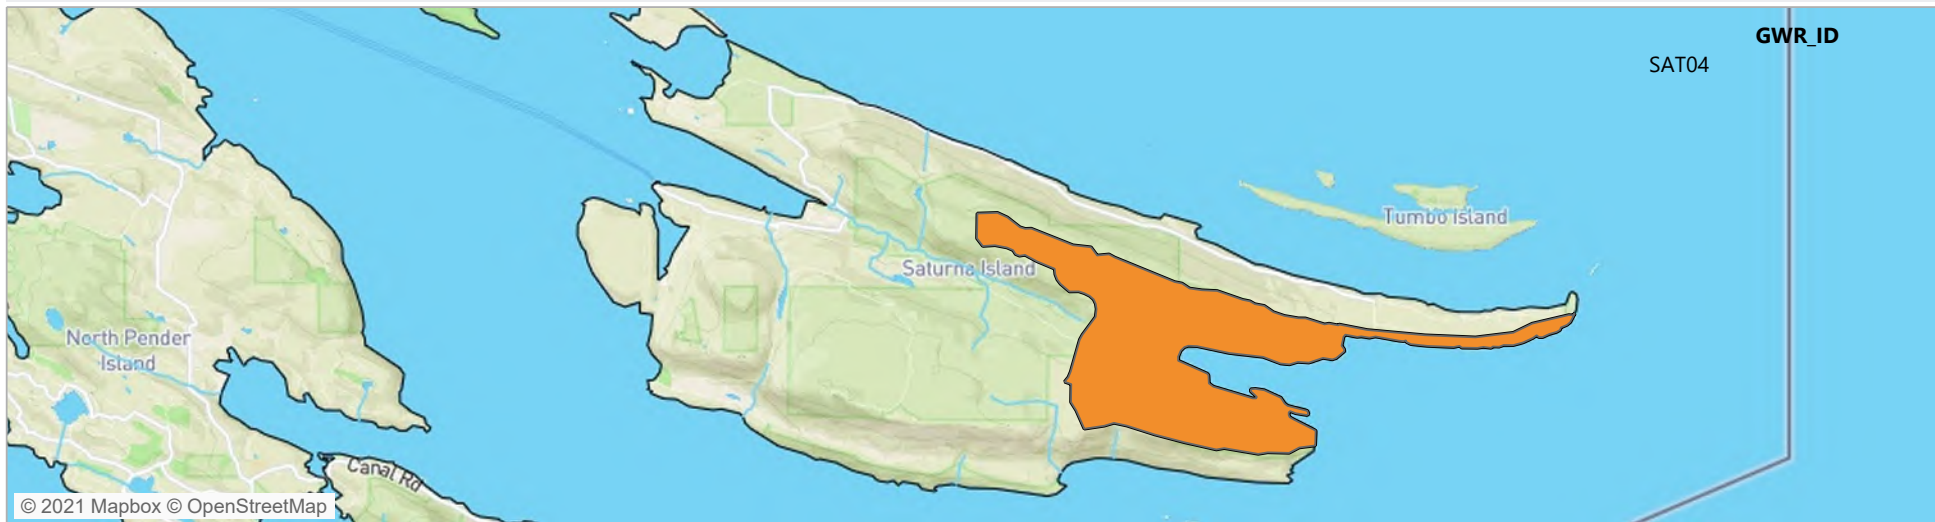 GWR_ID
SAT04
Tumbo Island
Saturna Island
North Pender
Island
Canal Rd
© 2021 Mapbox © OpenStreetMap